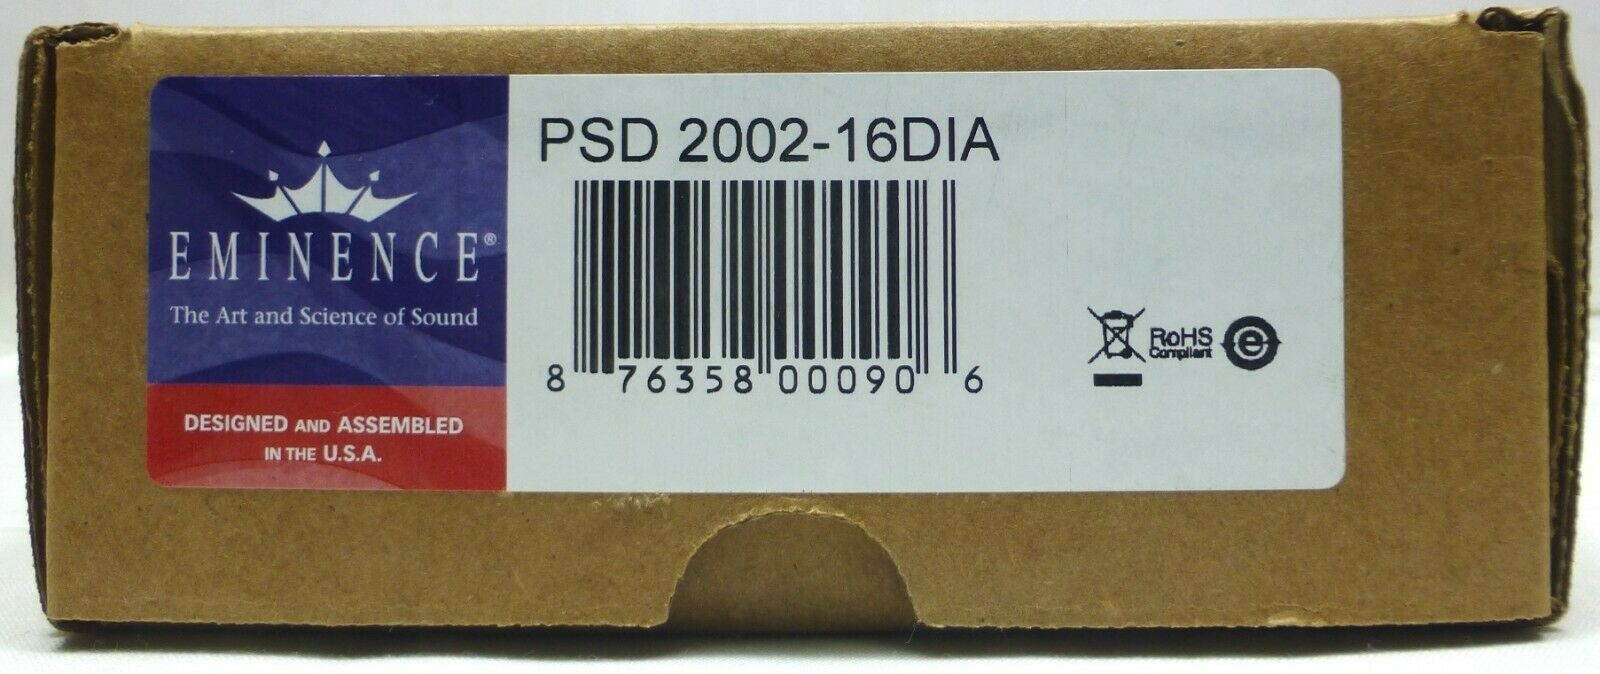 PSD 2002-16DIA
EMINENCE®
The Art and Science of Sound
DESIGNED AND ASSEMBLED
IN THE U.S.A.
8 76358 00090 6
RoHS
Compliant
e